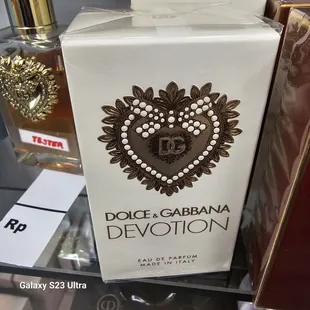 TESTER
DG
DOLCE & GABBANA
DEVOTION
EAU DE PARFUM
MADE IN ITALY
Rp
Galaxy S23 Ultra